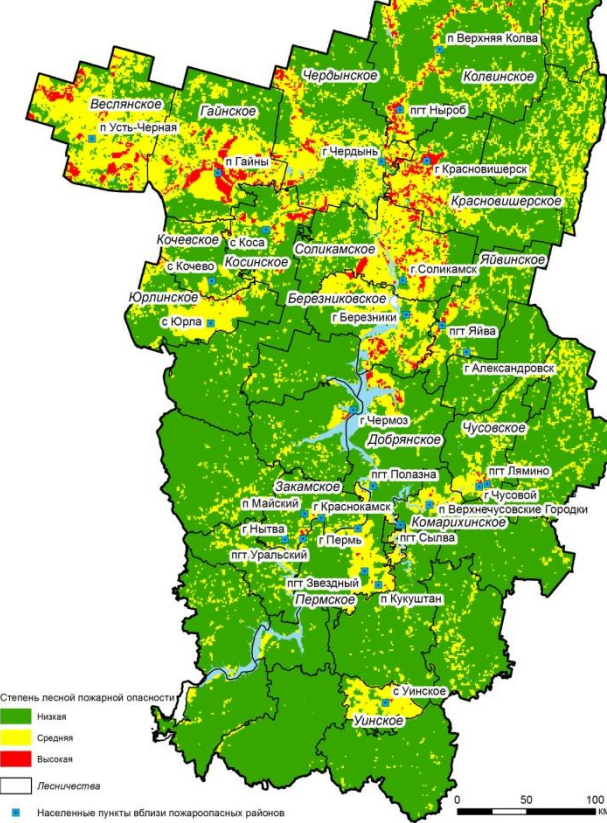 п Верхняя Колва
Чердынское
Колвинское
Веслянское
Гайнское
пгт Ныроб
п Усть-Черная
г.Чердынь
п Гайны
г Красновишерск
Красновишерское
Кочевское
с Коса
Соликамское
Яйвинское
с Кочево
Косинское
г.Соликамск
Юрлинское
Березниковское
г Березники
с Юрла
пгт Яйва
г Александровск
г.Чермоз
Чусовское
Добрянское
пгт Полазна
пгт Лямино
Закамское
г Чусовой
п Майский
г Краснокамск
п Верхнечусовские Городки
г.Нытва
Комарихинское
г Пермь
пгт Сылва
пгт Уральский
пгт Звездный
п Кукуштан
Пермское
с Уинское
Уинское
Степень лесной пожарной опасности
Низкая
Средняя
Высокая
Лесничества
Населенные пункты вблизи пожароопасных районов
0 50 100
км